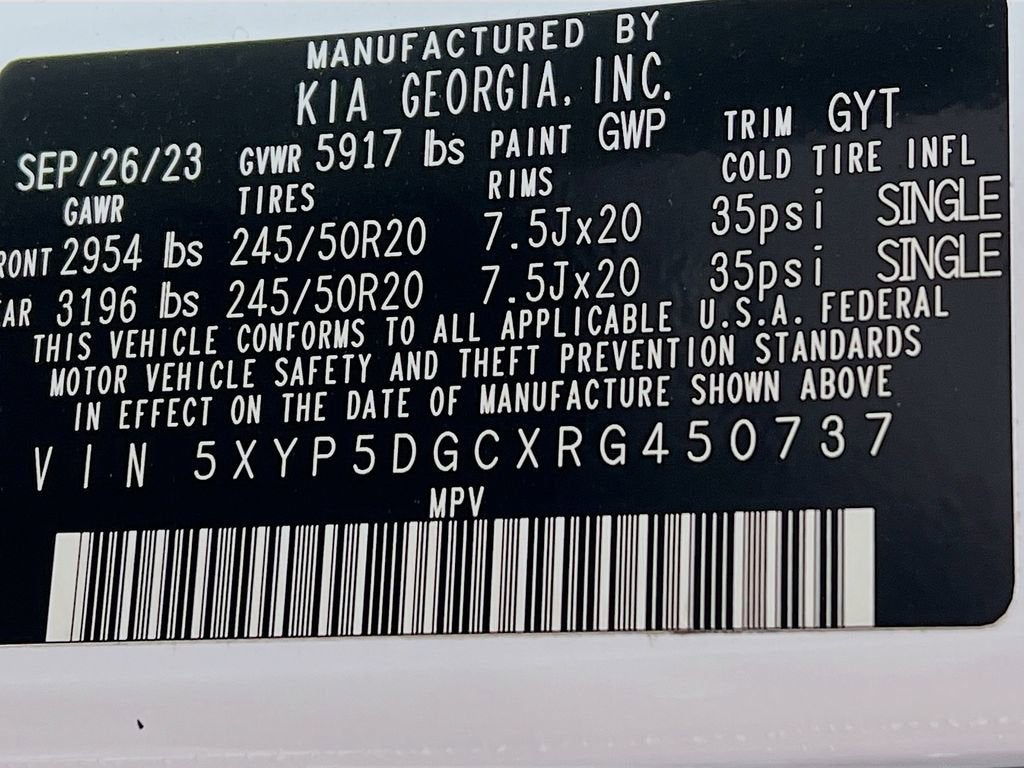 MANUFACTURED BY
KIA GEORGIA, INC.
SEP/26/23 GVWR 5917 lbs PAINT GWP TRIM GYT
GAWR TIRES RIMS COLD TIRE INFL
RONT 2954 lbs 245/50R20 7.5Jx20 35psi SINGLE
EAR 3196 lbs 245/50R20 7.5Jx20 35psi SINGLE
THIS VEHICLE CONFORMS TO ALL APPLICABLE U.S.A. FEDERAL
MOTOR VEHICLE SAFETY AND THEFT PREVENTION STANDARDS
IN EFFECT ON THE DATE OF MANUFACTURE SHOWN ABOVE
VIN 5XYP5DGCXRG450737
MPV